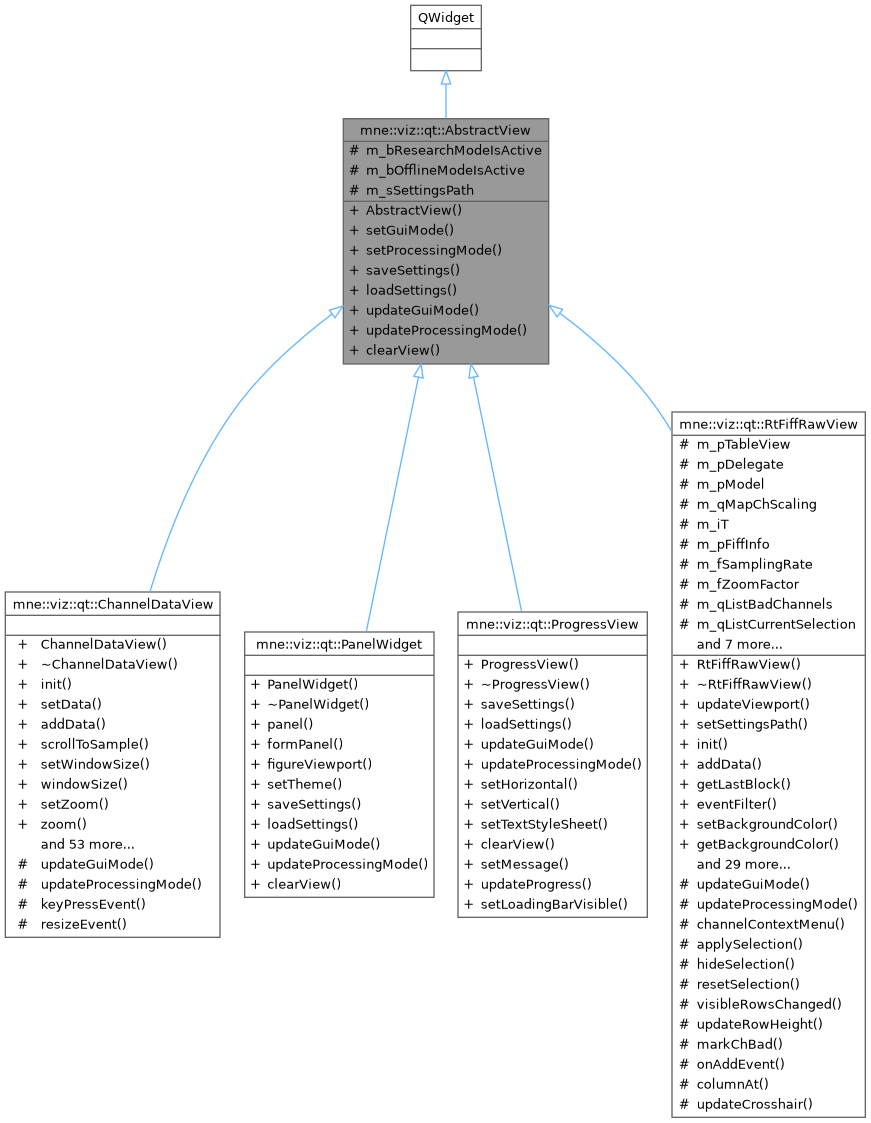 QWidget
mne::viz::qt::AbstractView
# m_bResearchModeIsActive
# m_bOfflineModeIsActive
# m_sSettingsPath
+ AbstractView()
+ setGuiMode()
+ setProcessingMode()
+ saveSettings()
+ loadSettings()
+ updateGuiMode()
+ updateProcessingMode()
+ clearView()
mne::viz::qt::ChannelDataView
+ ChannelDataView()
+ ~ChannelDataView()
+ init()
+ setData()
+ addData()
+ scrollToSample()
+ setWindowSize()
+ windowSize()
+ setZoom()
+ zoom()
and 53 more...
# updateGuiMode()
# updateProcessingMode()
# keyPressEvent()
# resizeEvent()
mne::viz::qt::PanelWidget
+ PanelWidget()
+ ~PanelWidget()
+ panel()
+ formPanel()
+ figureViewport()
+ setTheme()
+ saveSettings()
+ loadSettings()
+ updateGuiMode()
+ updateProcessingMode()
+ clearView()
mne::viz::qt::ProgressView
+ ProgressView()
+ ~ProgressView()
+ saveSettings()
+ loadSettings()
+ updateGuiMode()
+ updateProcessingMode()
+ setHorizontal()
+ setVertical()
+ setTextStyleSheet()
+ clearView()
+ setMessage()
+ updateProgress()
+ setLoadingBarVisible()
mne::viz::qt::RtFiffRawView
# m_pTableView
# m_pDelegate
# m_pModel
# m_qMapChScaling
# m_iT
# m_pFiffInfo
# m_fSamplingRate
# m_fZoomFactor
# m_qListBadChannels
# m_qListCurrentSelection
and 7 more...
+ RtFiffRawView()
+ ~RtFiffRawView()
+ updateViewport()
+ setSettingsPath()
+ init()
+ addData()
+ getLastBlock()
+ eventFilter()
+ setBackgroundColor()
+ getBackgroundColor()
and 29 more...
# updateGuiMode()
# updateProcessingMode()
# channelContextMenu()
# applySelection()
# hideSelection()
# resetSelection()
# visibleRowsChanged()
# updateRowHeight()
# markChBad()
# onAddEvent()
# columnAt()
# updateCrosshair()